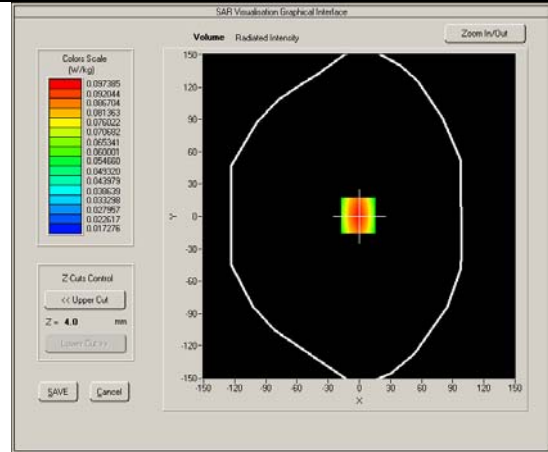 SAR Visualisation Graphical Interface
Volume Radiated Intensity
Zoom In/Out
Colors Scale
(W/kg)
0.097385
0.092044
0.086704
0.081363
0.076022
0.070682
0.065341
0.060001
0.054660
0.049320
0.043979
0.038639
0.033298
0.027957
0.022617
0.017276
Z Cuts Control
<< Upper Cut
Z = 4.0 mm
Lower Cut >>
SAVE Cancel
150-
120-
90-
60-
30-
0-
-30-
-60-
-90-
-120-
-150-
Y
-150 -120 -90 -60 -30 0 30 60 90 120 150
X